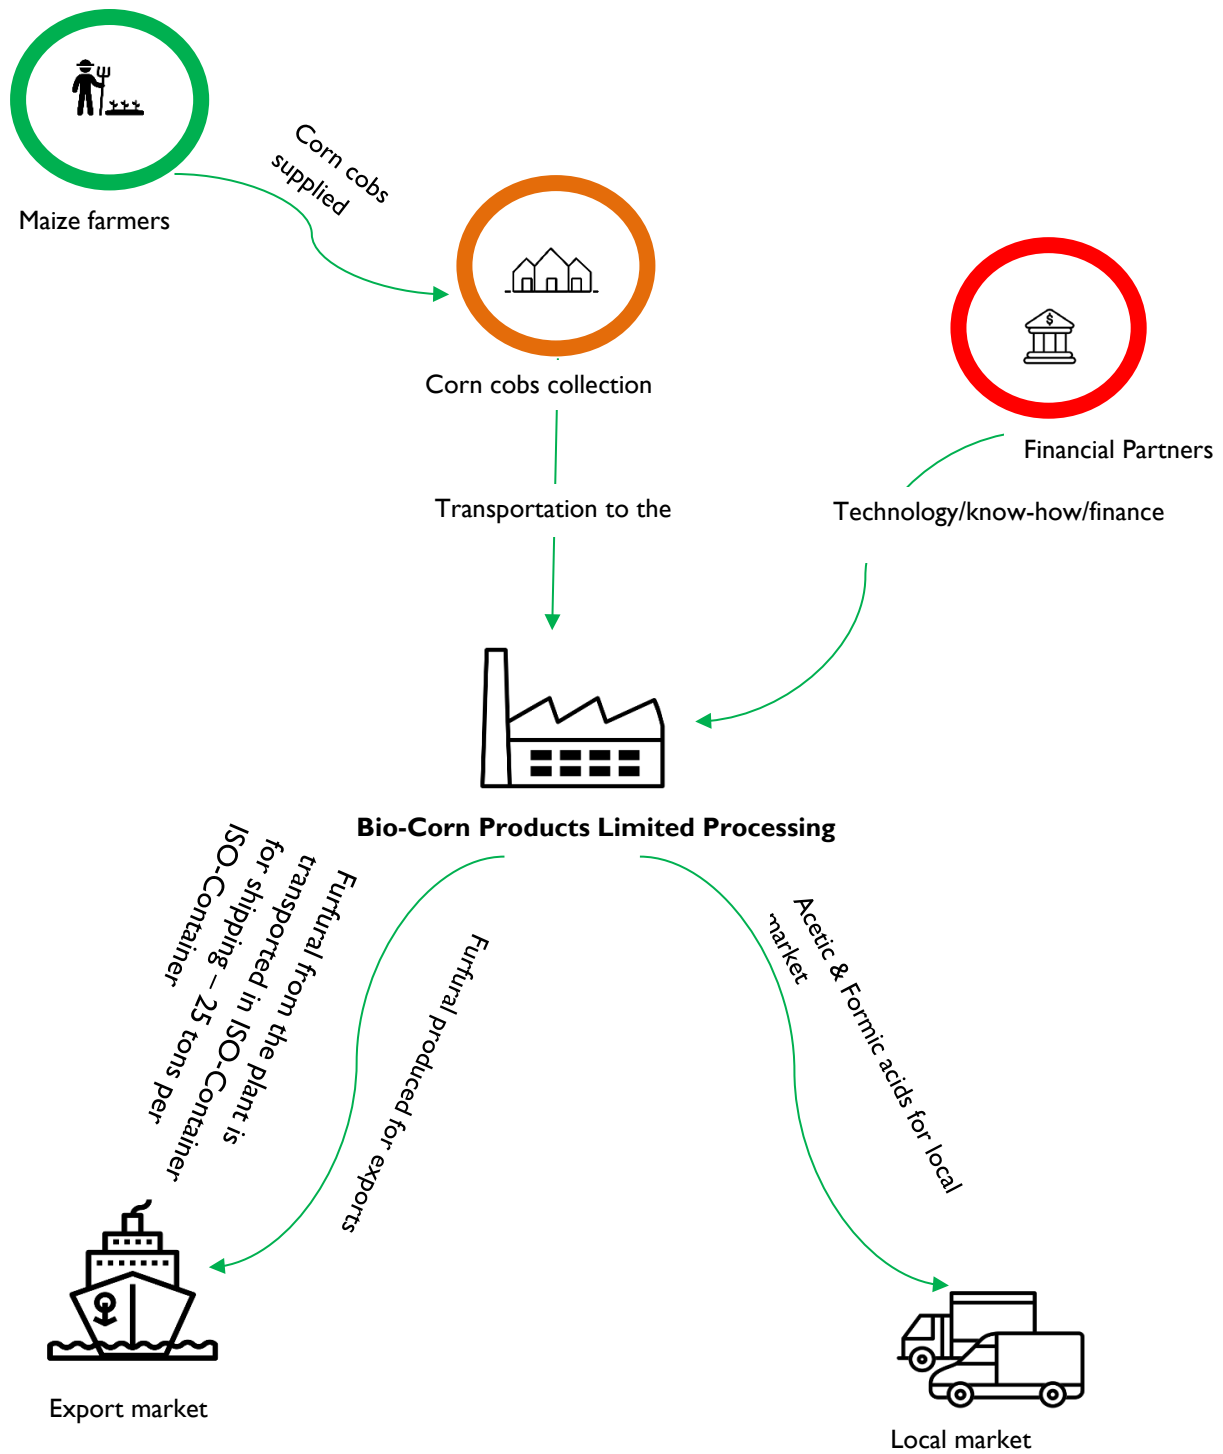 Corn cobs
supplied
Maize farmers
$
Corn cobs collection
Financial Partners
Transportation to the
Technology/know-how/finance
Bio-Corn Products Limited Processing
Furfural from the plant is
transported in ISO-Container
for shipping – 25 tons per
ISO-Container
Furfural produced for exports
Acetic & Formic acids for local
market
Export market
Local market